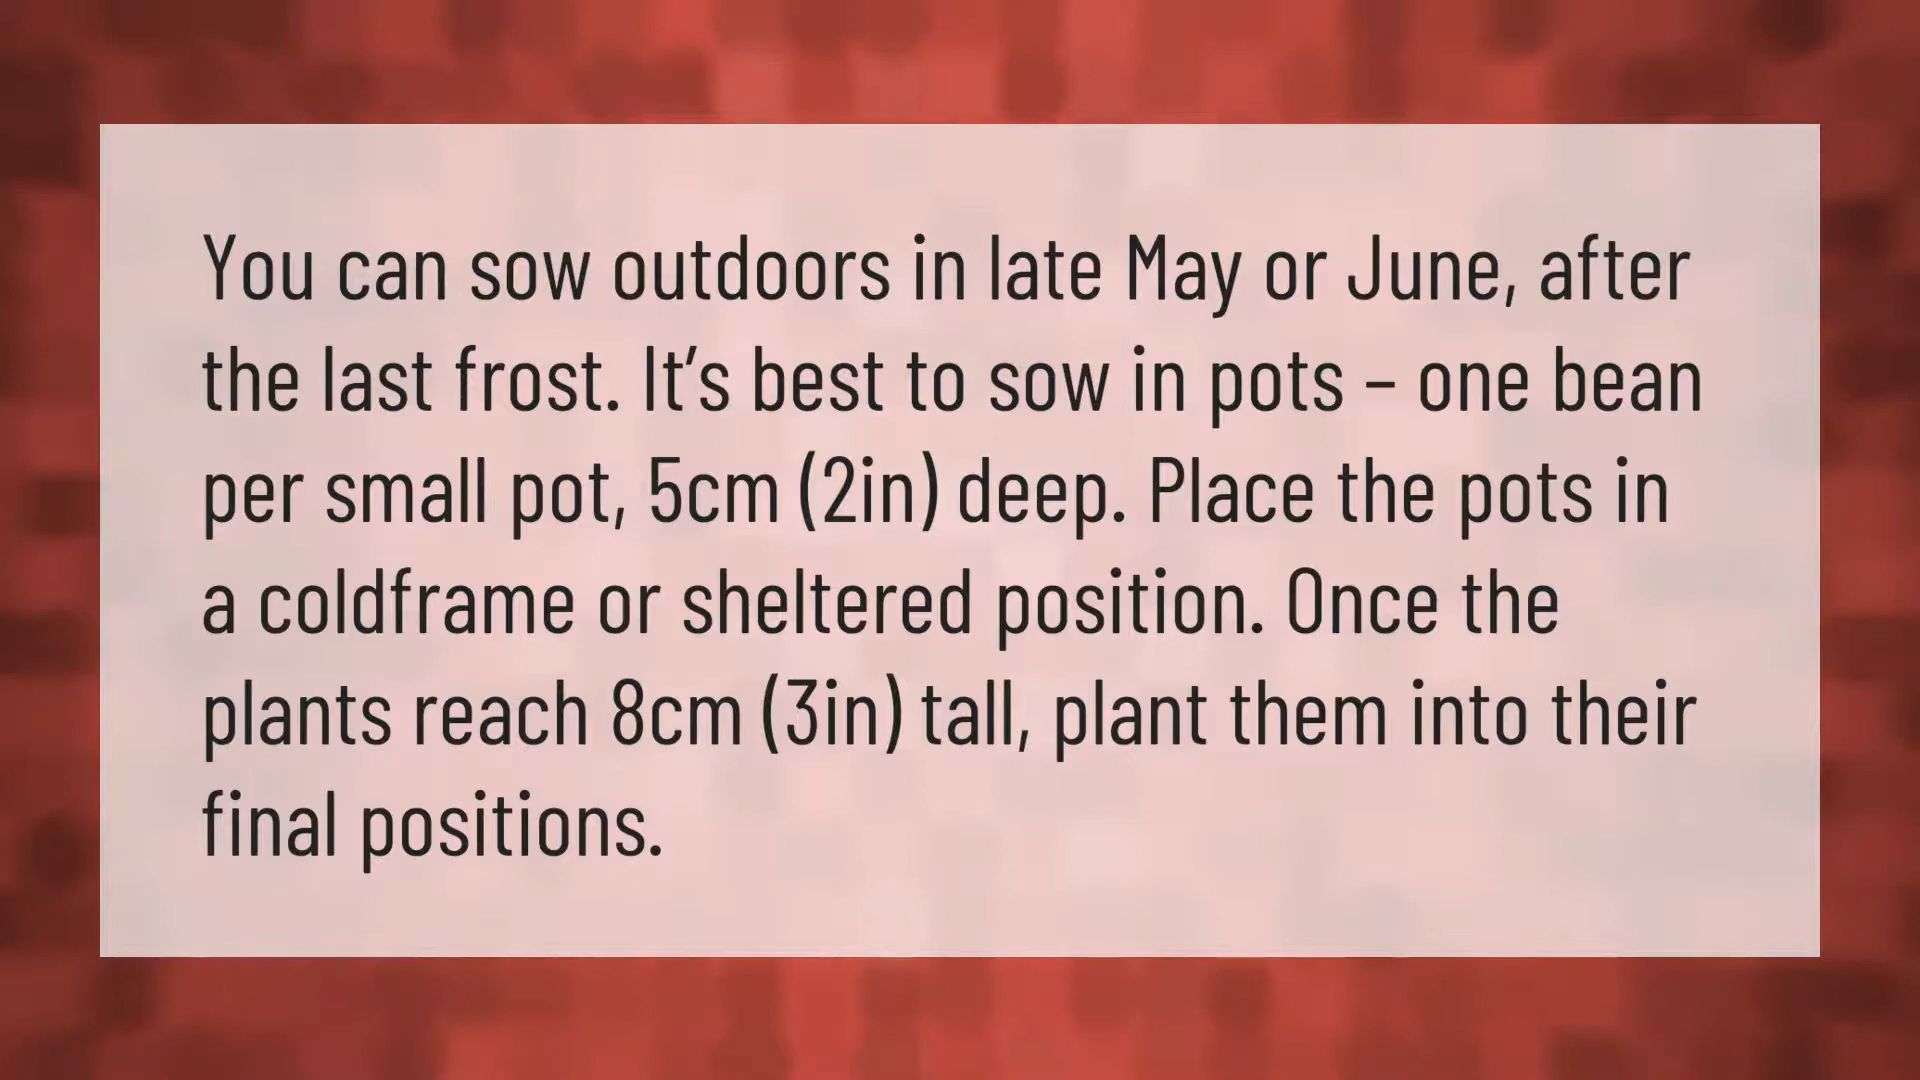 You can sow outdoors in late May or June, after
the last frost. It’s best to sow in pots – one bean
per small pot, 5cm (2in) deep. Place the pots in
a coldframe or sheltered position. Once the
plants reach 8cm (3in) tall, plant them into their
final positions.